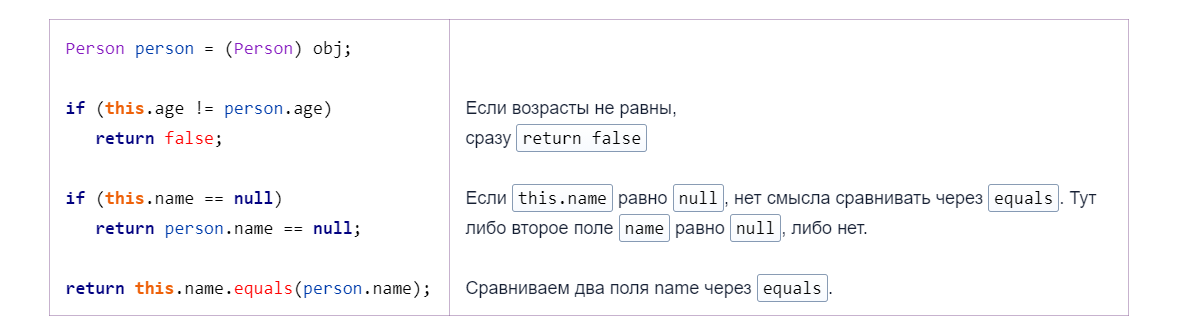 Person person = (Person) obj;
if (this.age != person.age)
Если возрасты не равны,
return false;
сразу return false
if (this.name == null)
Если this.name равно null, нет смысла сравнивать через equals. Тут
return person.name == null;
либо второе поле name равно null, либо нет.
return this.name.equals(person.name);
Сравниваем два поля name через equals.